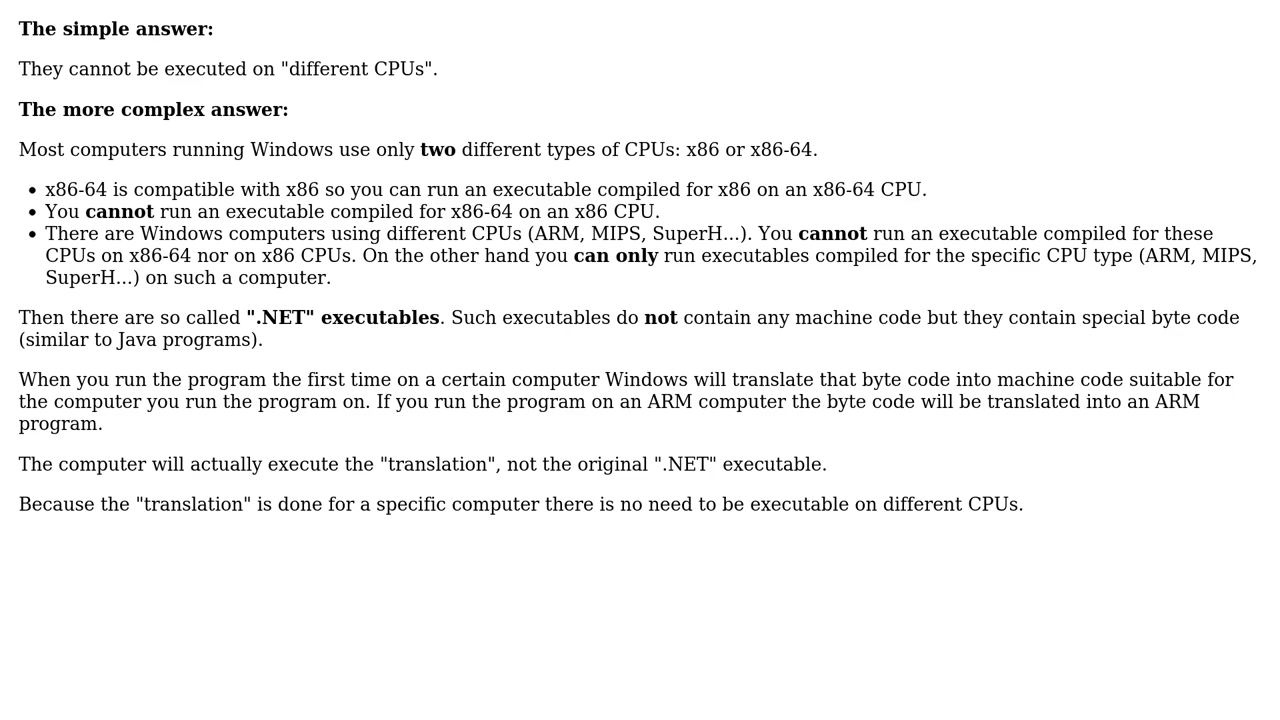 The simple answer:
They cannot be executed on "different CPUs".
The more complex answer:
Most computers running Windows use only two different types of CPUs: x86 or x86-64.
• x86-64 is compatible with x86 so you can run an executable compiled for x86 on an x86-64 CPU.
• You cannot run an executable compiled for x86-64 on an x86 CPU.
• There are Windows computers using different CPUs (ARM, MIPS, SuperH...). You cannot run an executable compiled for these
CPUs on x86-64 nor on x86 CPUs. On the other hand you can only run executables compiled for the specific CPU type (ARM, MIPS,
SuperH...) on such a computer.
Then there are so called ".NET" executables. Such executables do not contain any machine code but they contain special byte code
(similar to Java programs).
When you run the program the first time on a certain computer Windows will translate that byte code into machine code suitable for
the computer you run the program on. If you run the program on an ARM computer the byte code will be translated into an ARM
program.
The computer will actually execute the "translation", not the original ".NET" executable.
Because the "translation" is done for a specific computer there is no need to be executable on different CPUs.